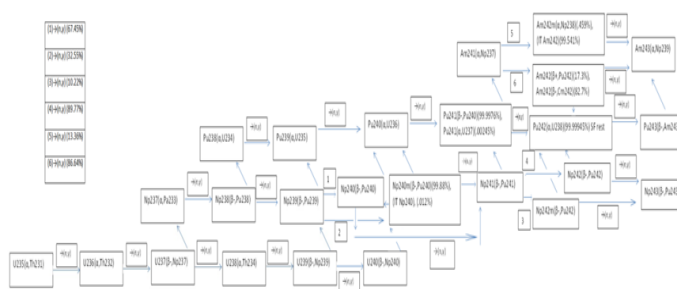 (1)→(n,γ)(67.45%)
(2)→(n,γ)(32.55%)
(3)→(n,γ)(10.22%)
(4)→(n,γ)(89.77%)
(5)→(n,γ)(13.36%)
(6)→(n,γ)(86.64%)
5
Am242m(α,Np238)(.459%),
(IT Am242)(99.541%)
→(n,γ)
Am241(α,Np237)
Am243(α,Np239)
6
Am242(β+,Pu242)(17.3%,
Am242(β-,Cm242)(82.7%)
→(n,γ)
Pu238(α,U234)
→(n,γ)
Pu239(α,U235)
→(n,γ)
Pu240(α,U236)
→(n,γ)
Pu241(β-,Pu240)(99.9976%,
Pu241(α,U237)(.00245%)
→(n,γ)
Pu242(α,U238)(99.99945%) SF rest
→(n,γ)
Pu243(β-,Am24
Np237(α,Pa233)
→(n,γ)
Np238(β-,Pu238)
→(n,γ)
Np239(β-,Pu239)
1
Np240(β-,Pu240)
Np240m(β-,Pu240)(99.88%),
(IT Np240), (.012%)
→(n,γ)
Np241(β-,Pu241)
4
Np242(β-,Pu242)
→(n,γ)
Np243(β-,Pu243
2
3
Np242m(β-,Pu242)
→(n,γ)
→(n,γ)
U235(α,Th231)
→(n,γ)
U236(α,Th232)
→(n,γ)
U237(β-,Np237)
→(n,γ)
U238(α,Th234)
→(n,γ)
U239(β-,Np239)
→(n,γ)
U240(β-,Np240)